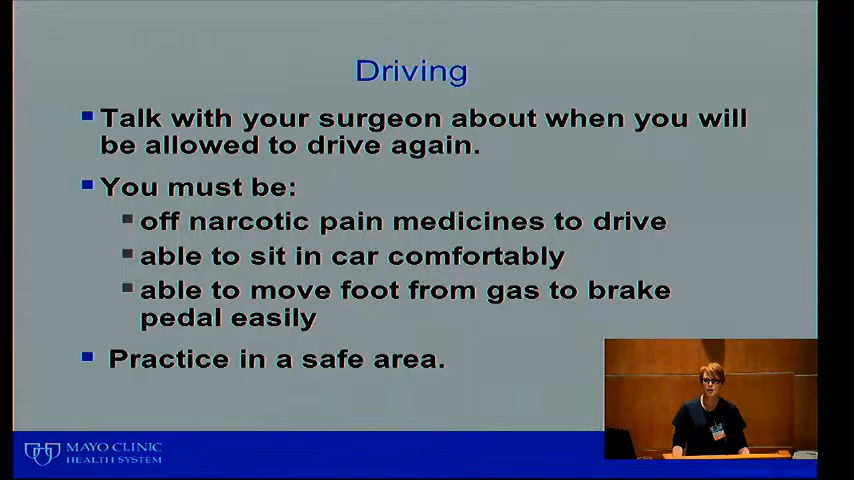 Driving
Talk with your surgeon about when you will
be allowed to drive again.
You must be:
off narcotic pain medicines to drive
able to sit in car comfortably
able to move foot from gas to brake
pedal easily
Practice in a safe area.
MAYO CLINIC
HEALTH SYSTEM